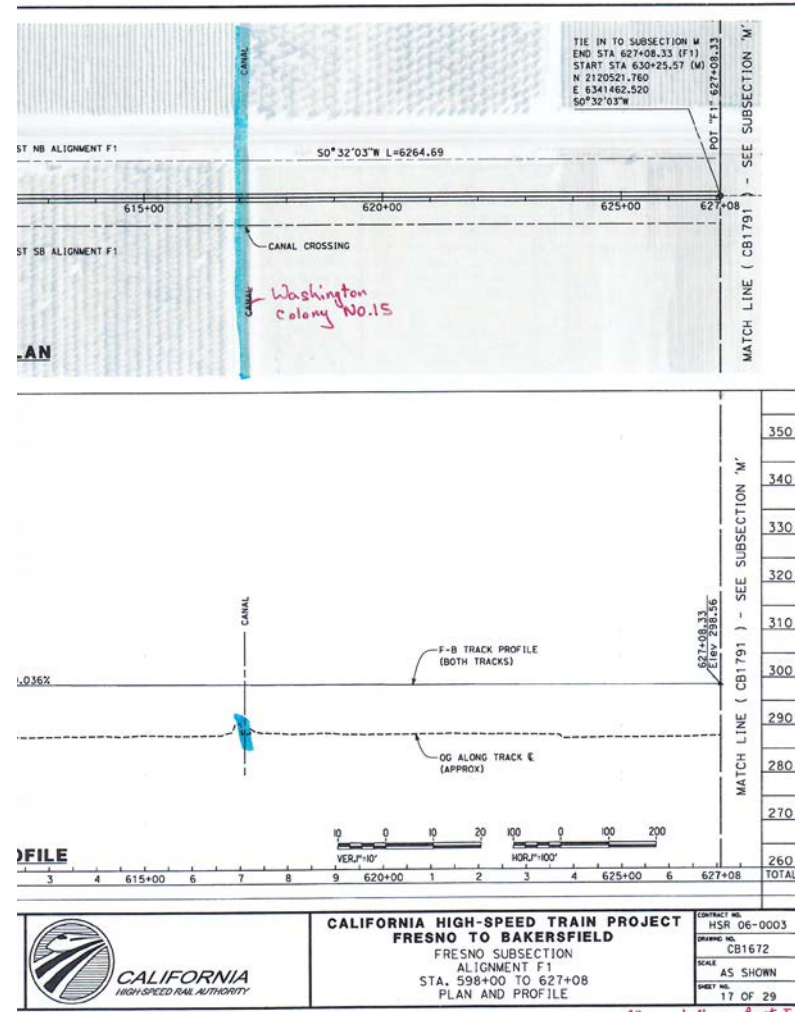 CANAL
TIE IN TO SUBSECTION M
END STA 627+08.33 (F1)
START STA 630+25.57 (M)
N 2120521.760
E 6341462.520
S0°32'03"W
POT "F1" 627+08.33
MATCH LINE ( CB1791 ) - SEE SUBSECTION 'M'
ST NB ALIGNMENT F1
S0°32'03"W L=6264.69
615+00
620+00
625+00
627+08
ST SB ALIGNMENT F1
CANAL CROSSING
CANAL
Washington
Colony No.15
LAN
350
340
330
320
310
300
290
280
270
260
MATCH LINE ( CB1791 ) - SEE SUBSECTION 'M'
CANAL
627+08.33
Elev 298.56
F-B TRACK PROFILE
(BOTH TRACKS)
.036%
OG ALONG TRACK ℄
(APPROX)
10 0 10 20
VER.1"=10'
100 0 100 200
HOR.1"=100'
OFILE
3 4 615+00 6 7 8 9 620+00 1 2 3 4 625+00 6 627+08 TOTAL
CALIFORNIA
HIGH-SPEED RAIL AUTHORITY
CALIFORNIA HIGH-SPEED TRAIN PROJECT
FRESNO TO BAKERSFIELD
FRESNO SUBSECTION
ALIGNMENT F1
STA. 598+00 TO 627+08
PLAN AND PROFILE
CONTRACT NO.
HSR 06-0003
DRAWING NO.
CB1672
SCALE
AS SHOWN
SHEET NO.
17 OF 29